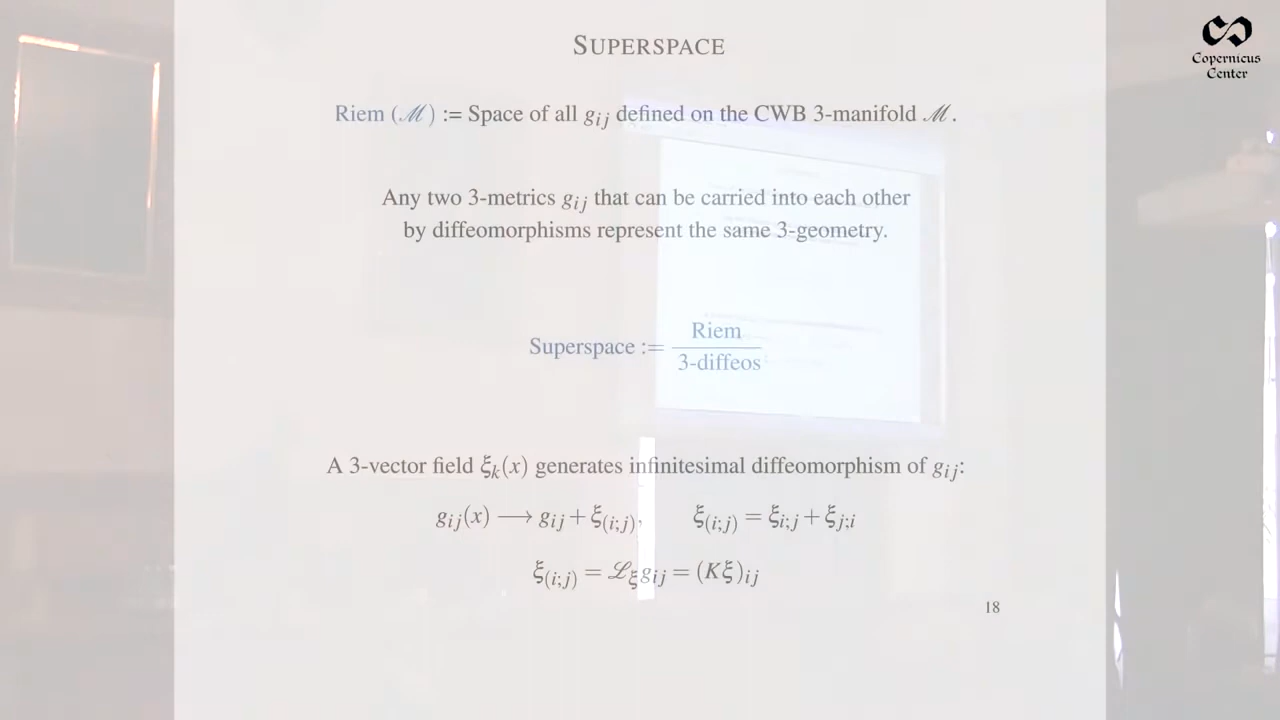 SUPERSPACE
Copernicus
Center
Riem (ℳ) := Space of all g_{ij} defined on the CWB 3-manifold ℳ.
Any two 3-metrics g_{ij} that can be carried into each other
by diffeomorphisms represent the same 3-geometry.
Superspace := Riem / 3-diffeos
A 3-vector field ξ_k(x) generates infinitesimal diffeomorphism of g_{ij}:
g_{ij}(x) ⟶ g_{ij} + ξ_{(i;j)}, ξ_{(i;j)} = ξ_{i;j} + ξ_{j;i}
ξ_{(i;j)} = ℒ_ξ g_{ij} = (Kξ)_{ij}
18